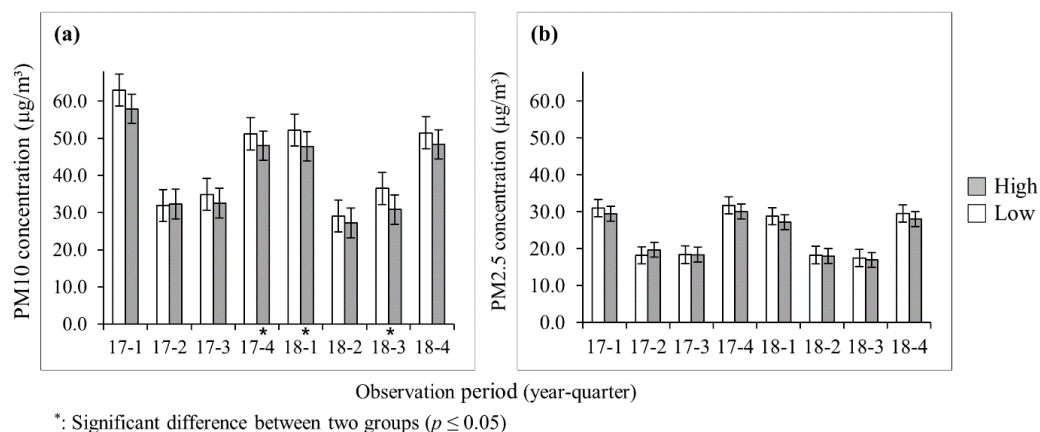 (a)
PM10 concentration (µg/m³)
60.0
50.0
40.0
30.0
20.0
10.0
0.0
* * *
17-1 17-2 17-3 17-4 18-1 18-2 18-3 18-4
(b)
PM2.5 concentration (µg/m³)
60.0
50.0
40.0
30.0
20.0
10.0
0.0
17-1 17-2 17-3 17-4 18-1 18-2 18-3 18-4
High
Low
Observation period (year-quarter)
*: Significant difference between two groups (p ≤ 0.05)